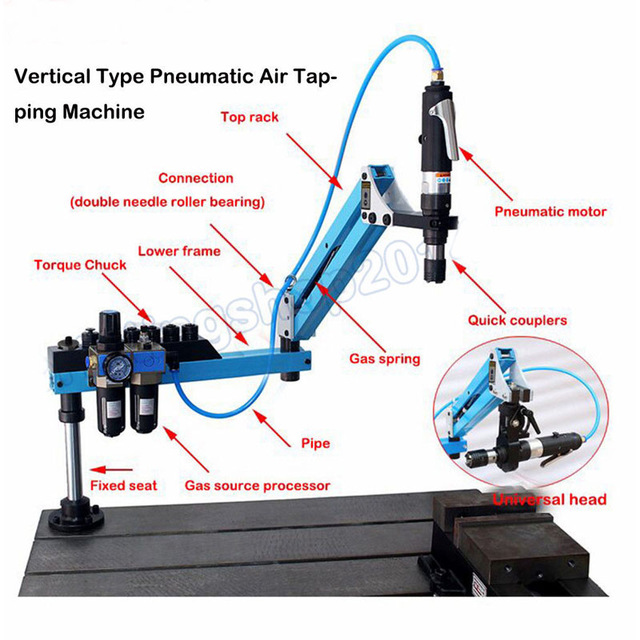 Vertical Type Pneumatic Air Tap-
ping Machine
Top rack
Connection
(double needle roller bearing)
Pneumatic motor
Lower frame
Torque Chuck
Quick couplers
Gas spring
Pipe
Fixed seat
Gas source processor
Universal head